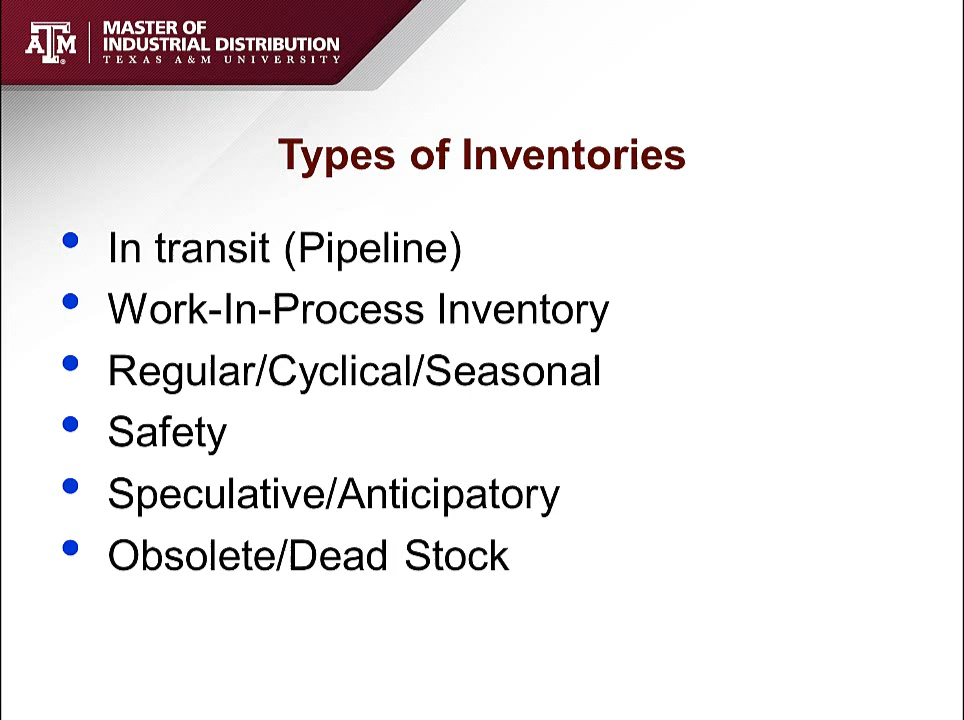 ATM
MASTER OF
INDUSTRIAL DISTRIBUTION
TEXAS A&M UNIVERSITY
Types of Inventories
• In transit (Pipeline)
• Work-In-Process Inventory
• Regular/Cyclical/Seasonal
• Safety
• Speculative/Anticipatory
• Obsolete/Dead Stock